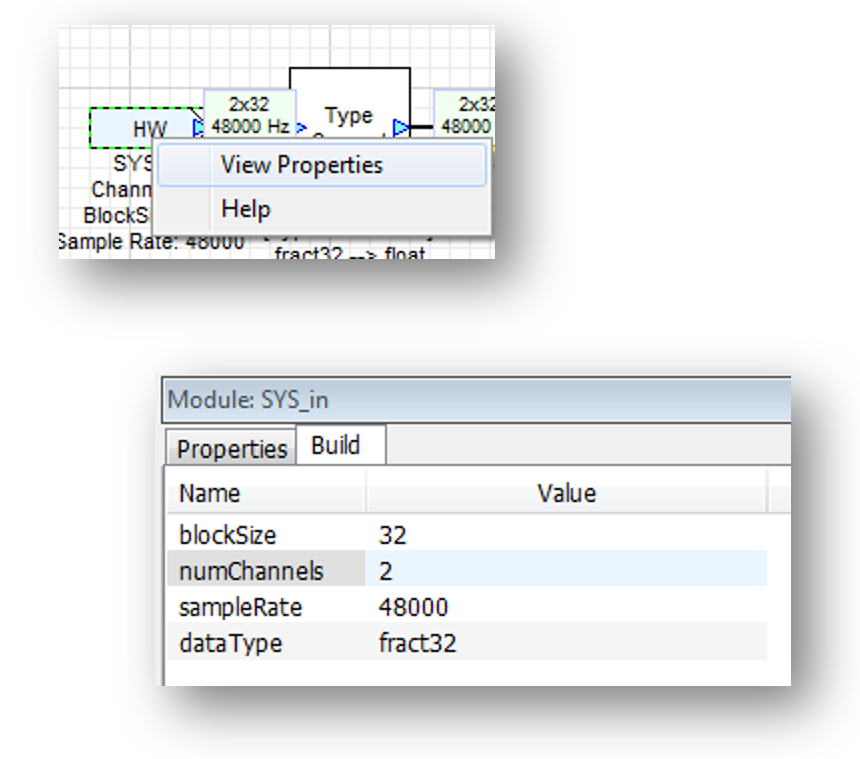 2x32
48000 Hz
2x32
48000
HW
Type
SYS
Chann
BlockSi
Sample Rate: 48000
fract32 --> float
View Properties
Help
Module: SYS_in
Properties
Build
Name Value
blockSize 32
numChannels 2
sampleRate 48000
dataType fract32